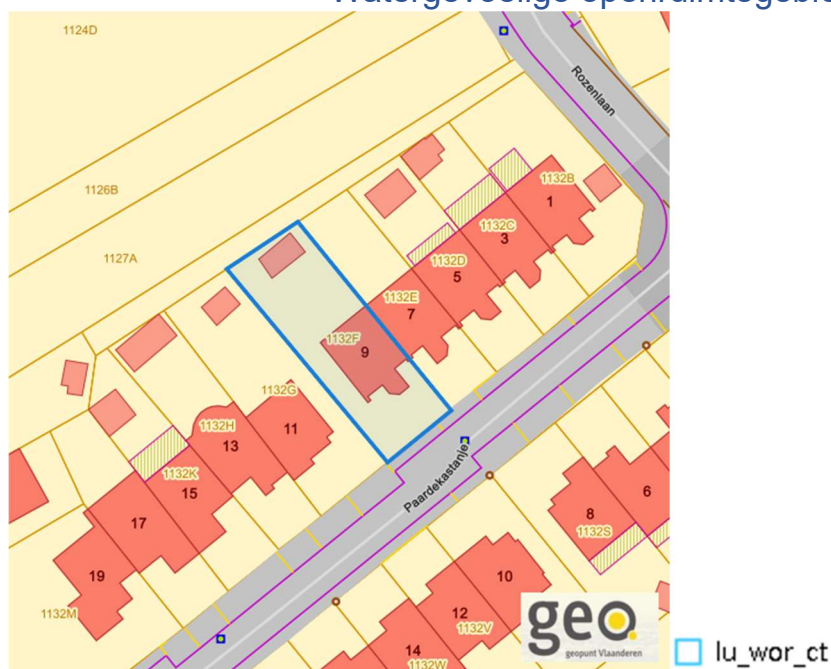 Watergevoelige openruimtegebie
1124D
Rozenlaan
1126B
1132B
1
1132C
3
1127A
1132D
5
1132E
7
1132F
9
1132G
11
1132H
13
1132K
15
17
19
1132M
Paardekastanje
6
8
1132S
10
12
1132V
14
1132W
geo.
geopunt Vlaanderen
lu_wor_ct